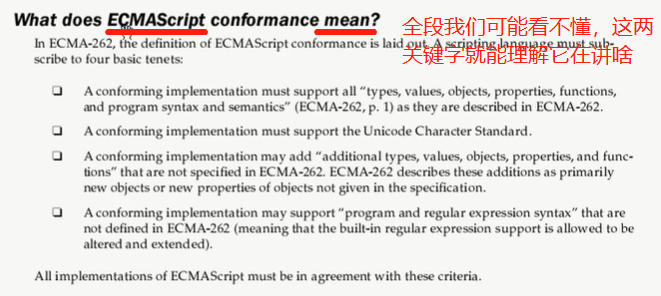 What does ECMAScript conformance mean?
全段我们可能看不懂，这两
关键字就能理解它在讲啥
In ECMA-262, the definition of ECMAScript conformance is laid out. A scripting language must sub-
scribe to four basic tenets:
❑ A conforming implementation must support all “types, values, objects, properties, functions,
and program syntax and semantics” (ECMA-262, p. 1) as they are described in ECMA-262.
❑ A conforming implementation must support the Unicode Character Standard.
❑ A conforming implementation may add “additional types, values, objects, properties, and func-
tions” that are not specified in ECMA-262. ECMA-262 describes these additions as primarily
new objects or new properties of objects not given in the specification.
❑ A conforming implementation may support “program and regular expression syntax” that are
not defined in ECMA-262 (meaning that the built-in regular expression support is allowed to be
altered and extended).
All implementations of ECMAScript must be in agreement with these criteria.